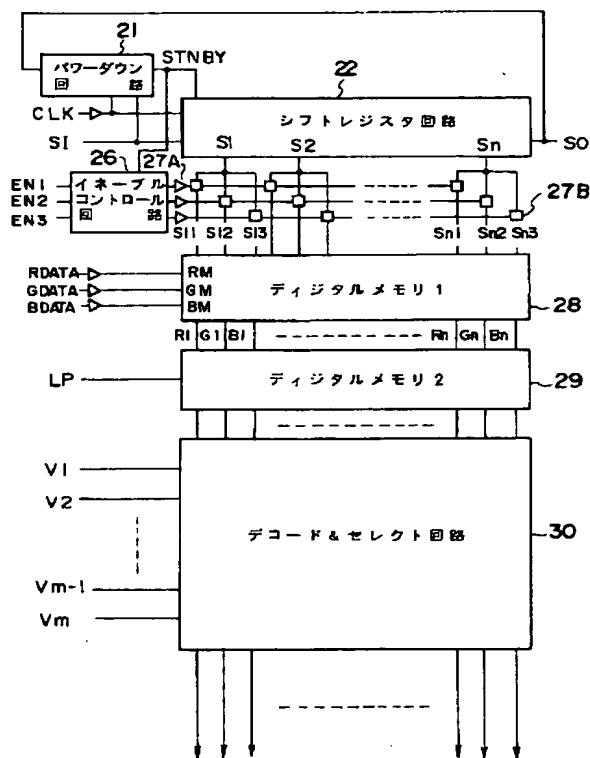 21
STNBY
パワーダウン
回路
22
CLK
シフトレジスタ回路
SI
SO
26
27A
S1 S2 Sn
EN1
EN2
EN3
イネーブル
コントロール
回路
27B
S11 S12 S13 Sn1 Sn2 Sn3
RDATA
GDATA
BDATA
RM
GM
BM
ディジタルメモリ1
28
R1 G1 B1 Rn Gn Bn
LP
ディジタルメモリ2
29
V1
V2
デコード&セレクト回路
30
Vm-1
Vm